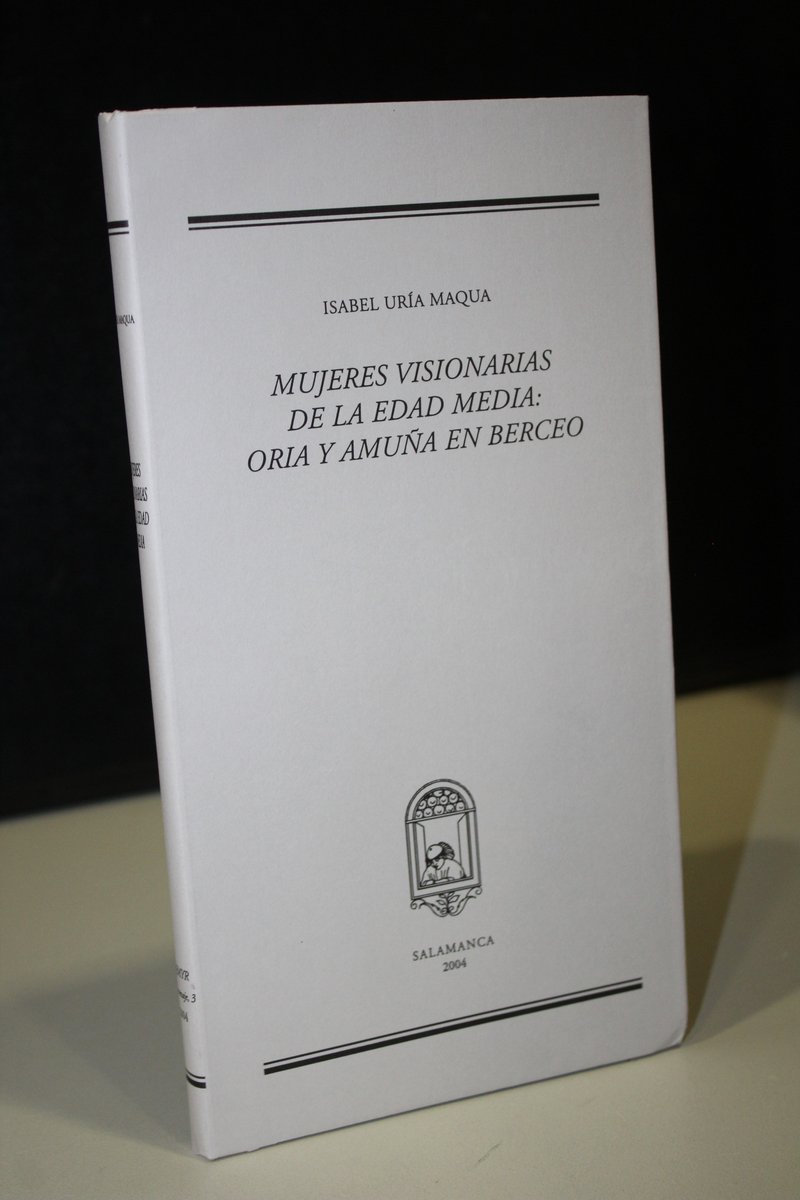 ISABEL URÍA MAQUA
MUJERES VISIONARIAS
DE LA EDAD MEDIA:
ORIA Y AMUÑA EN BERCEO
SALAMANCA
2004